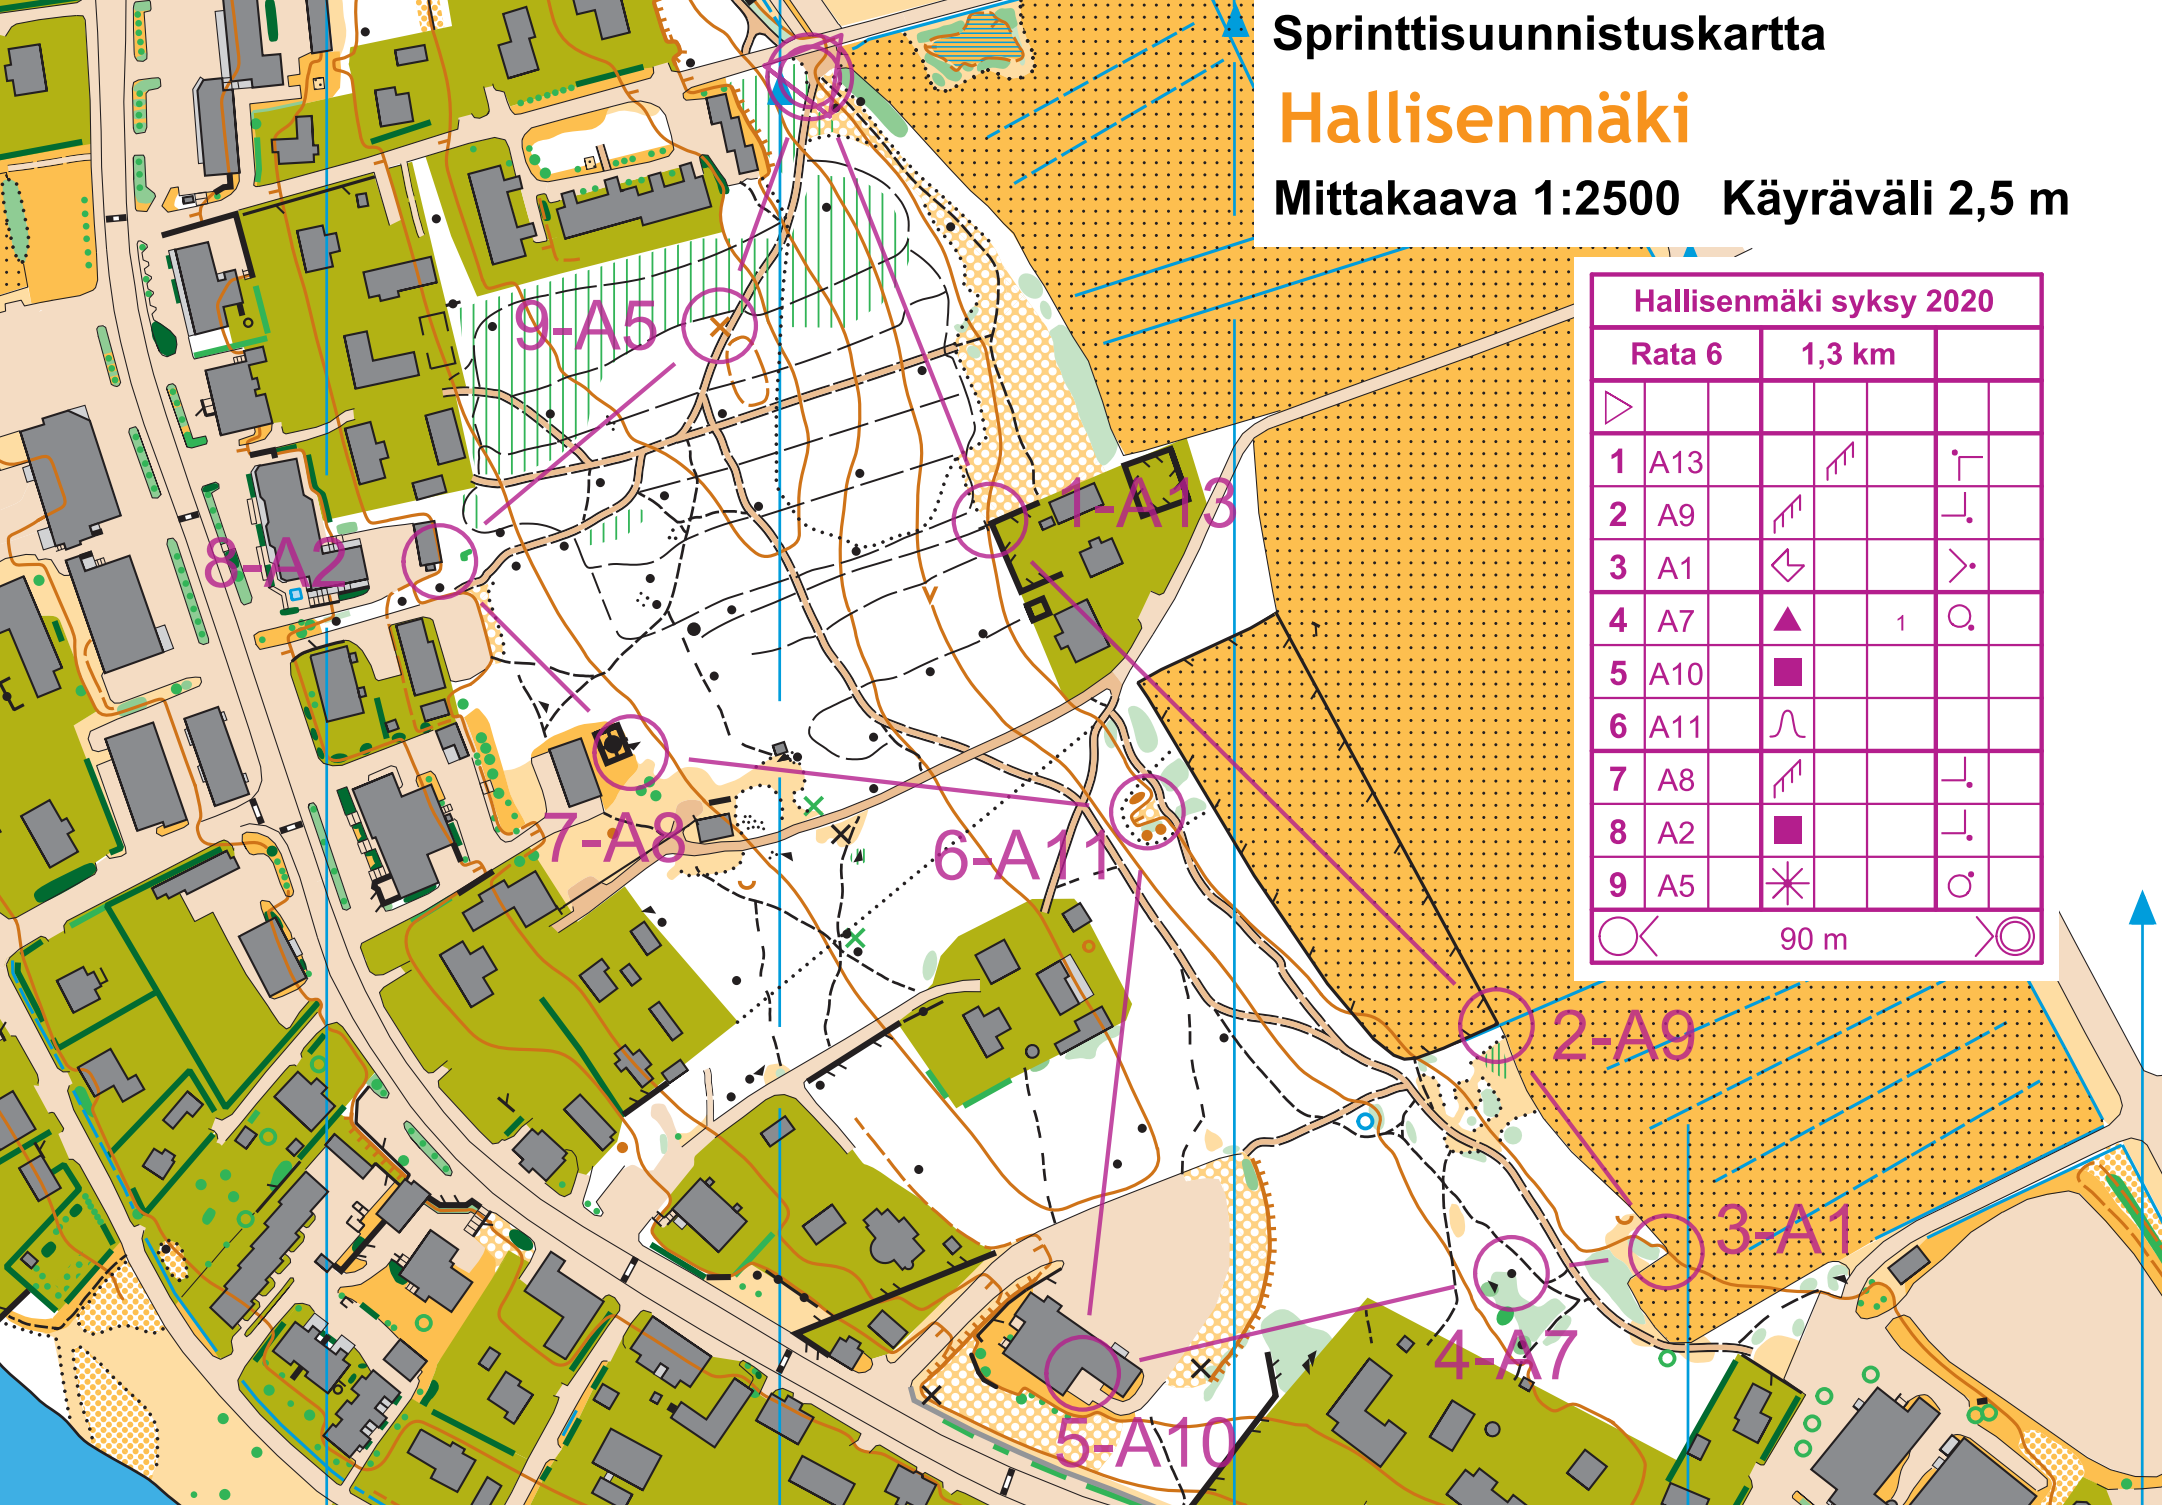 Sprinttisuunnistuskartta
Hallisenmäki
Mittakaava 1:2500 Käyräväli 2,5 m
Hallisenmäki syksy 2020
Rata 6 1,3 km
1 A13
2 A9
3 A1
4 A7 1
5 A10
6 A11
7 A8
8 A2
9 A5
90 m
9-A5
1-A13
8-A2
7-A8
6-A11
2-A9
3-A1
4-A7
5-A10